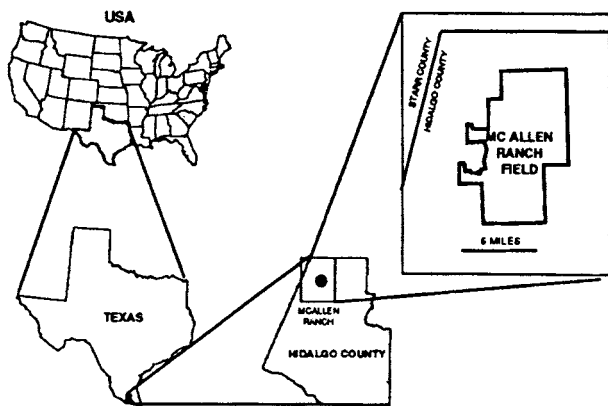 USA
STARR COUNTY
HIDALGO COUNTY
MC ALLEN
RANCH
FIELD
5 MILES
TEXAS
MCALLEN
RANCH
HIDALGO COUNTY